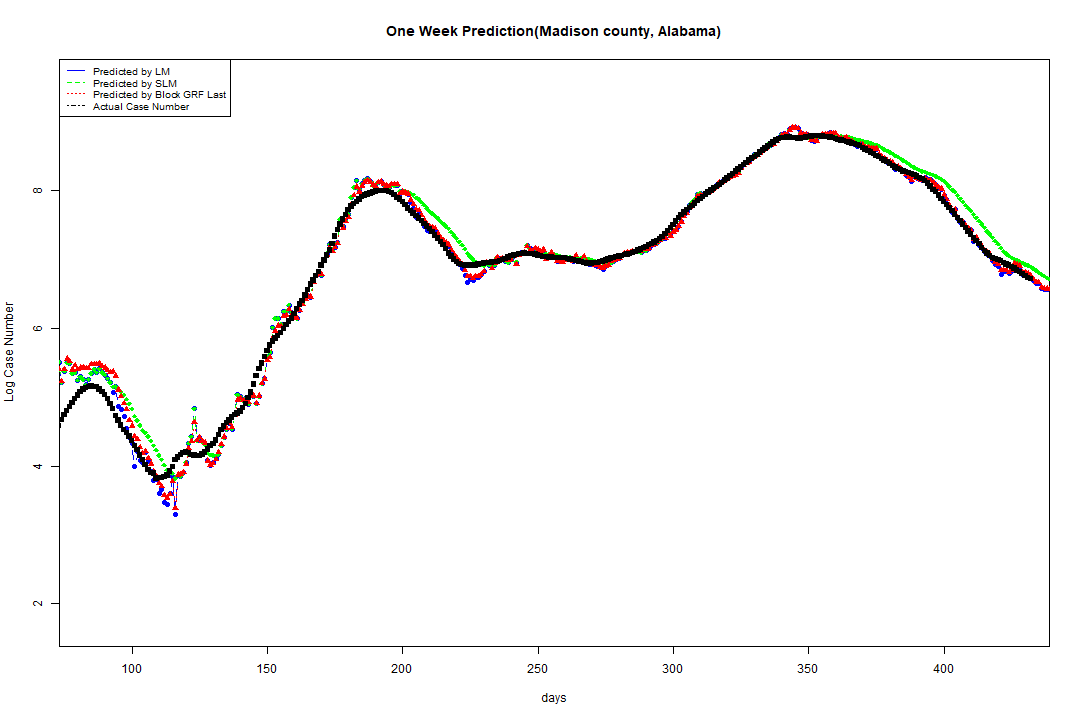 One Week Prediction(Madison county, Alabama)
Predicted by LM
Predicted by SLM
Predicted by Block GRF Last
Actual Case Number
Log Case Number
8
6
4
2
100 150 200 250 300 350 400
days